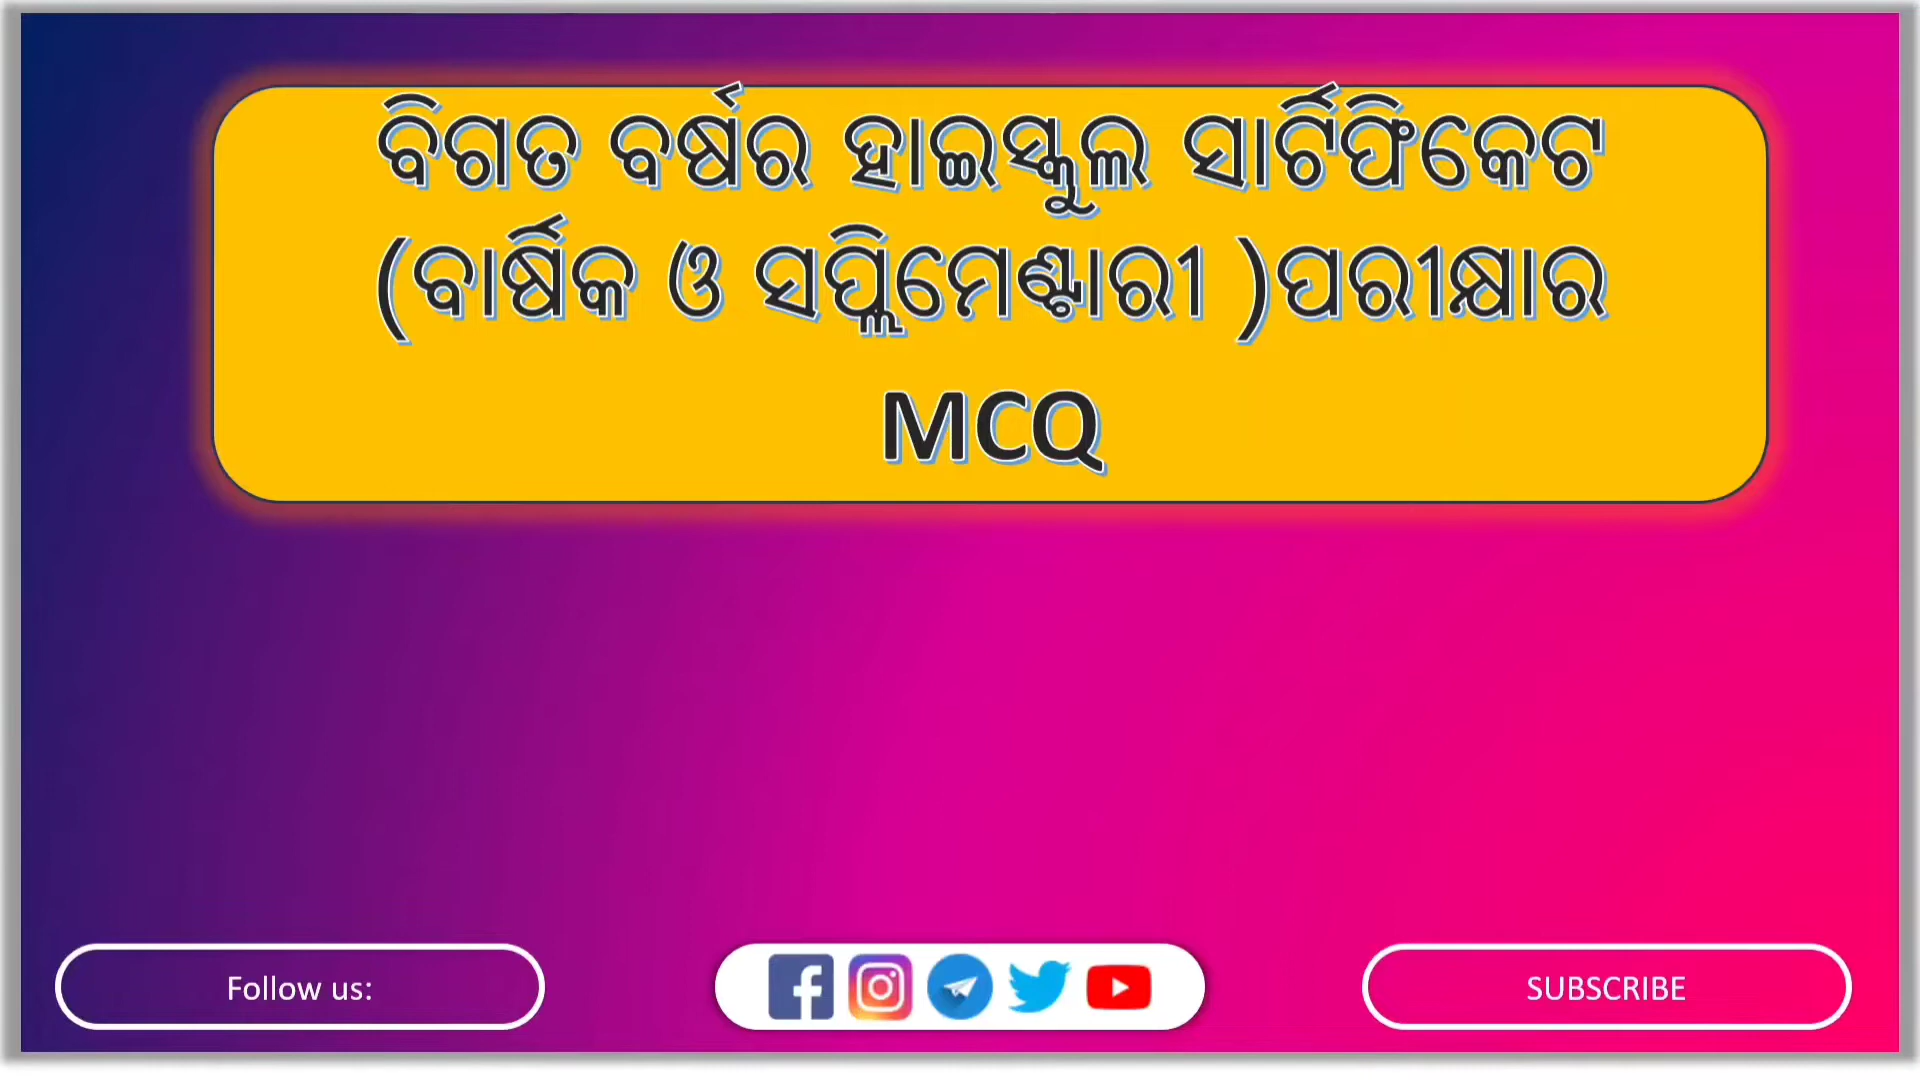 ବିଗତ ବର୍ଷର ହାଇସ୍କୁଲ ସାର୍ଟିଫିକେଟ
(ବାର୍ଷିକ ଓ ସପ୍ଲିମେଣ୍ଟାରୀ )ପରୀକ୍ଷାର
MCQ
Follow us:
SUBSCRIBE